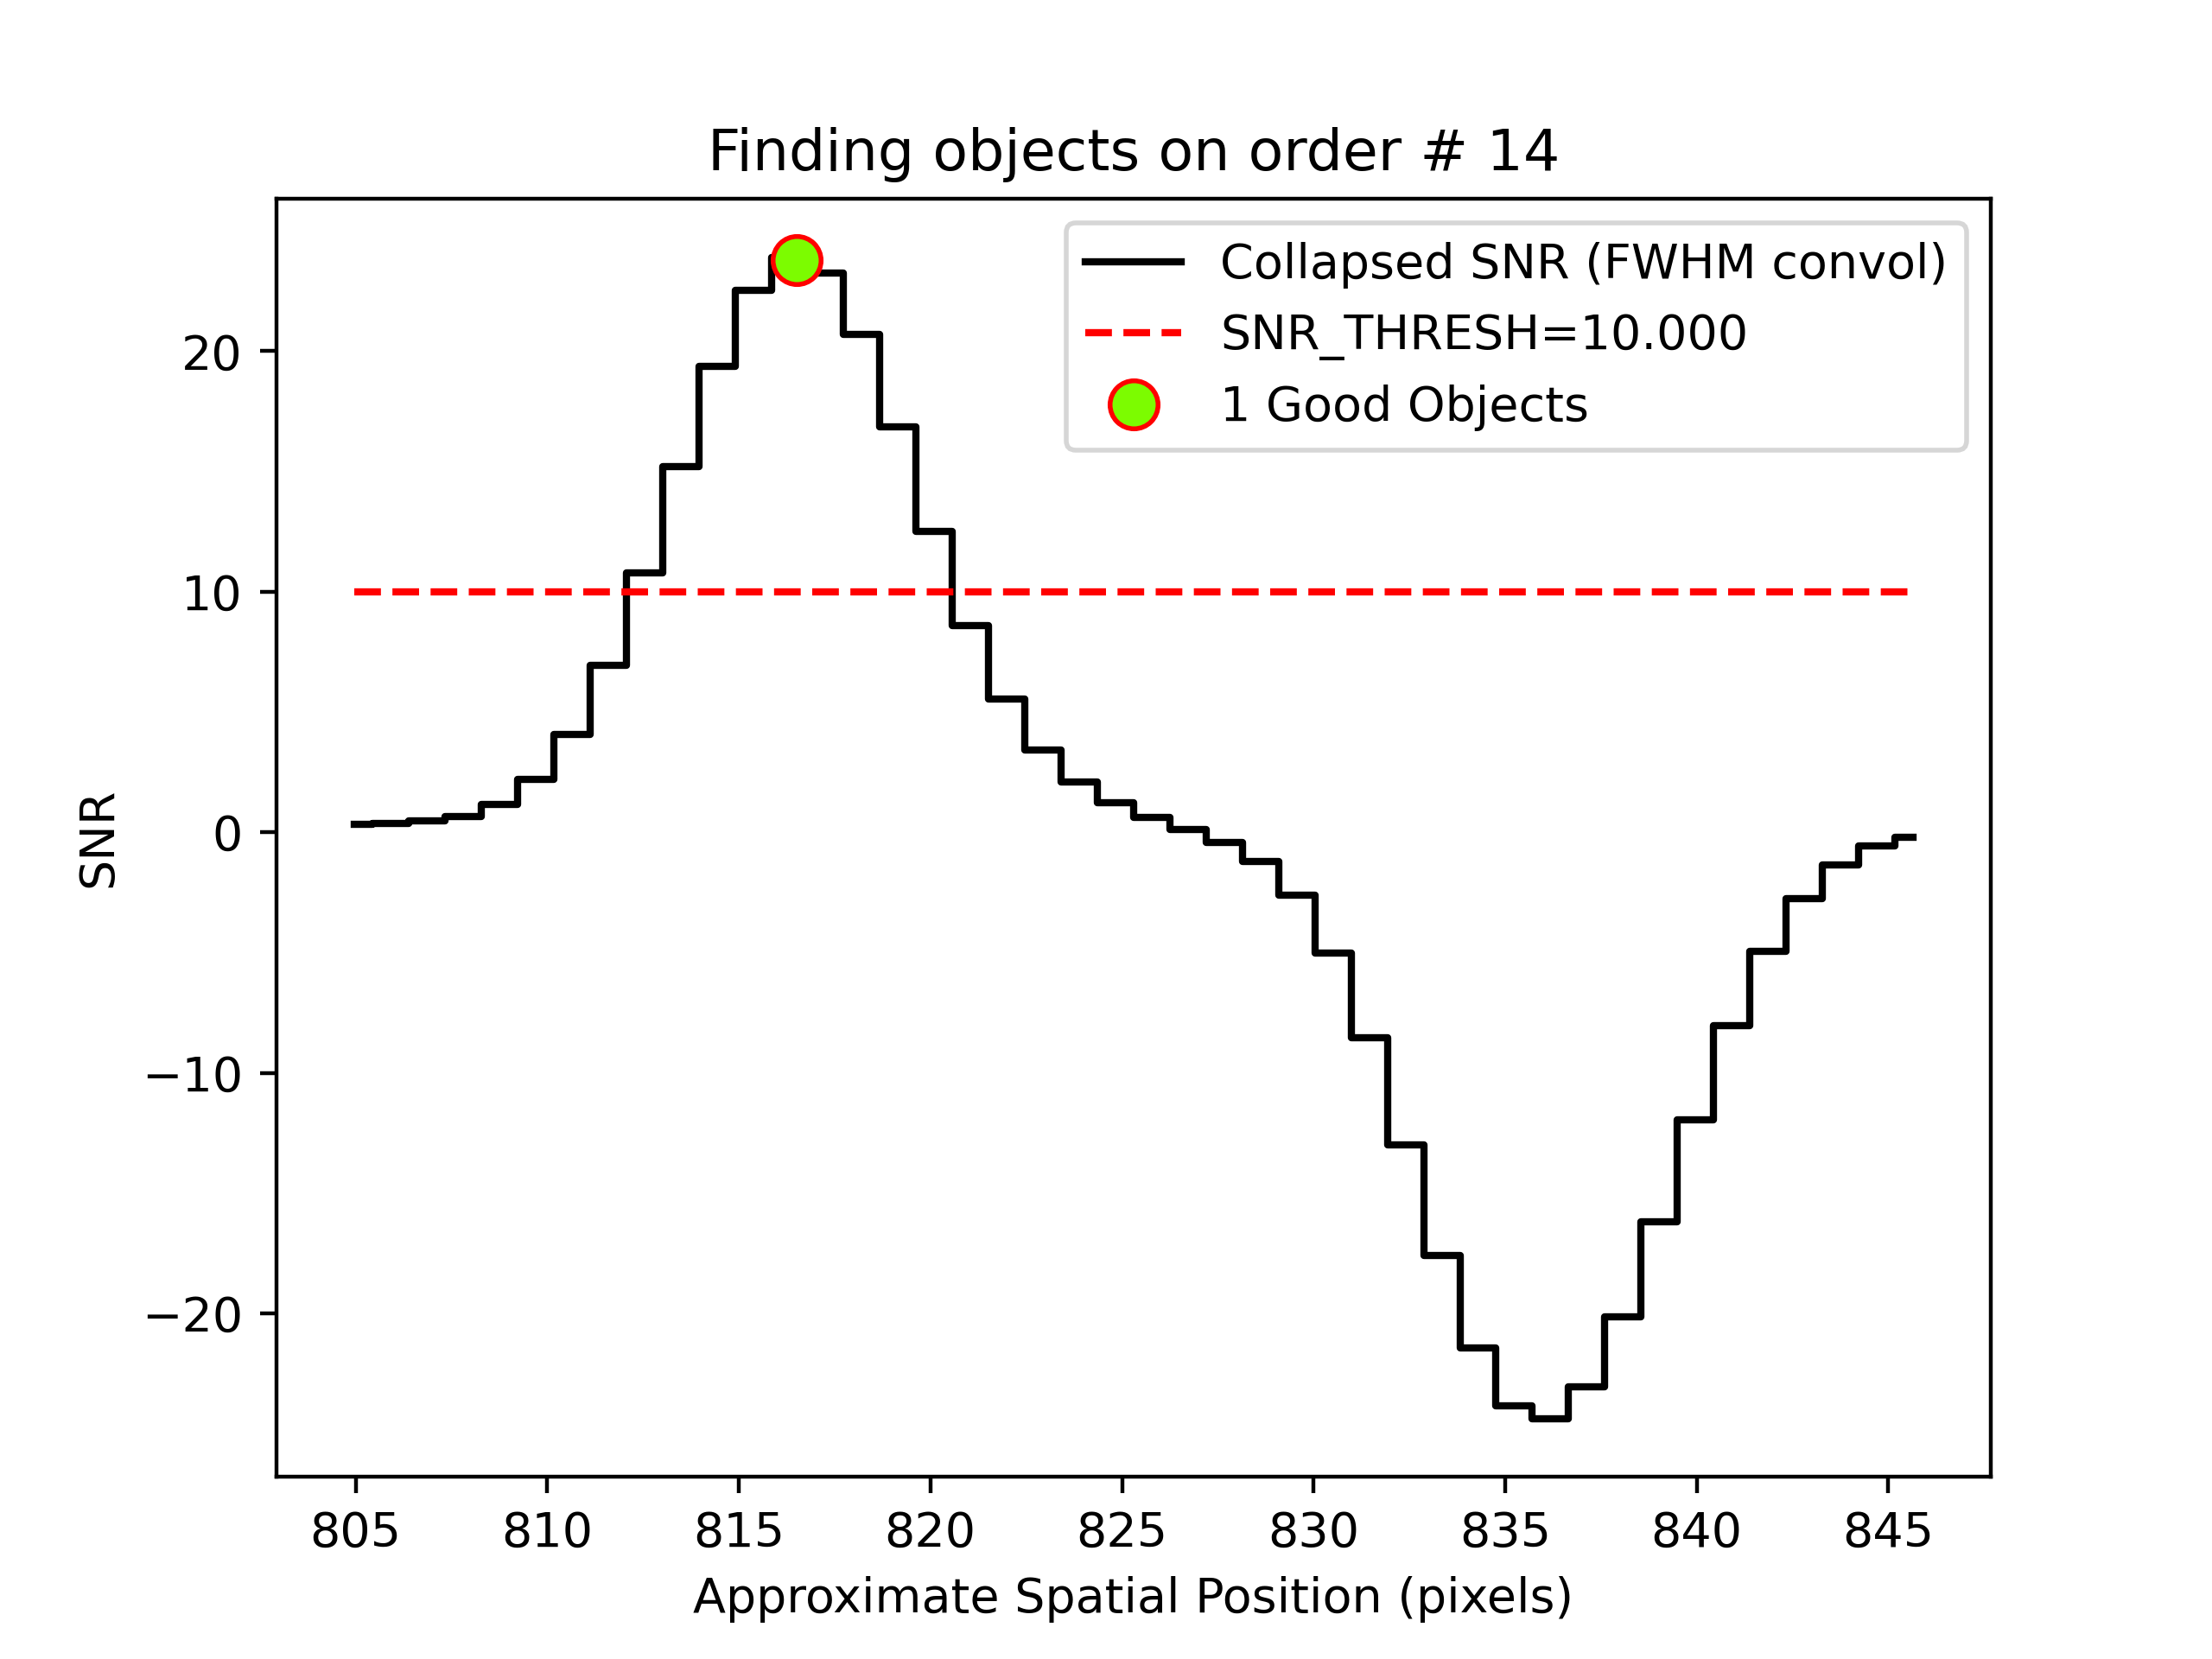 Finding objects on order # 14
Collapsed SNR (FWHM convol)
SNR_THRESH=10.000
1 Good Objects
20
10
0
−10
−20
SNR
805 810 815 820 825 830 835 840 845
Approximate Spatial Position (pixels)